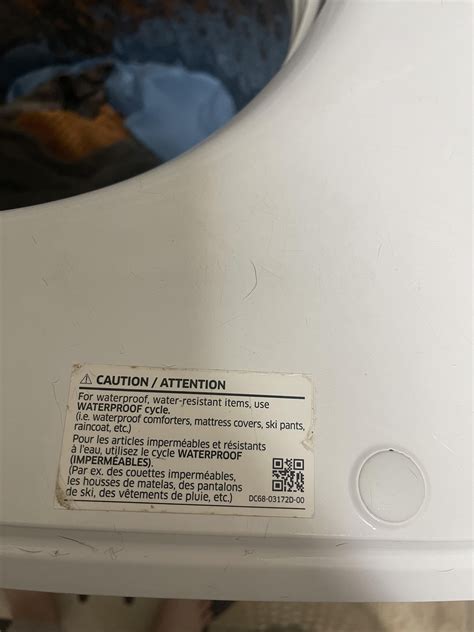 ⚠ CAUTION / ATTENTION
For waterproof, water-resistant items, use
WATERPROOF cycle.
(i.e. waterproof comforters, mattress covers, ski pants,
raincoat, etc.)
Pour les articles imperméables et résistants
à l'eau, utilisez le cycle WATERPROOF
(IMPERMÉABLES).
(Par ex. des couettes imperméables,
les housses de matelas, des pantalons
de ski, des vêtements de pluie, etc.)
DC68-03172D-00